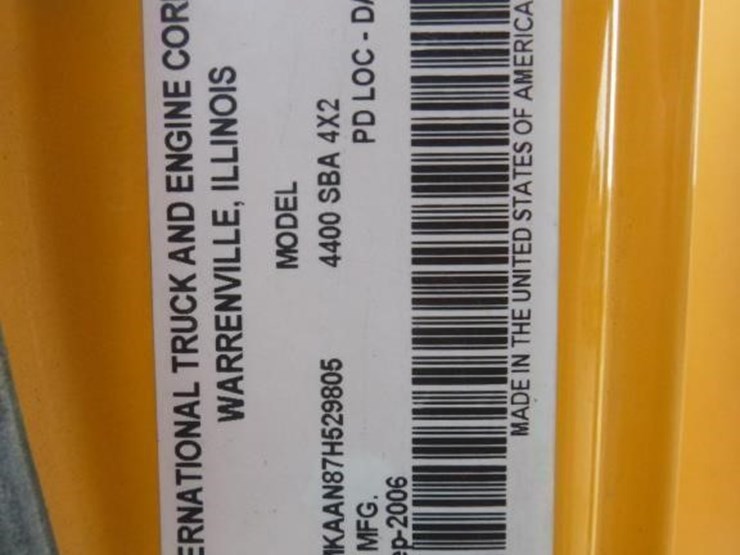 ERNATIONAL TRUCK AND ENGINE COR
WARRENVILLE, ILLINOIS
MODEL
KAAN87H529805 4400 SBA 4X2
MFG. PD LOC - DA
ep-2006
MADE IN THE UNITED STATES OF AMERICA